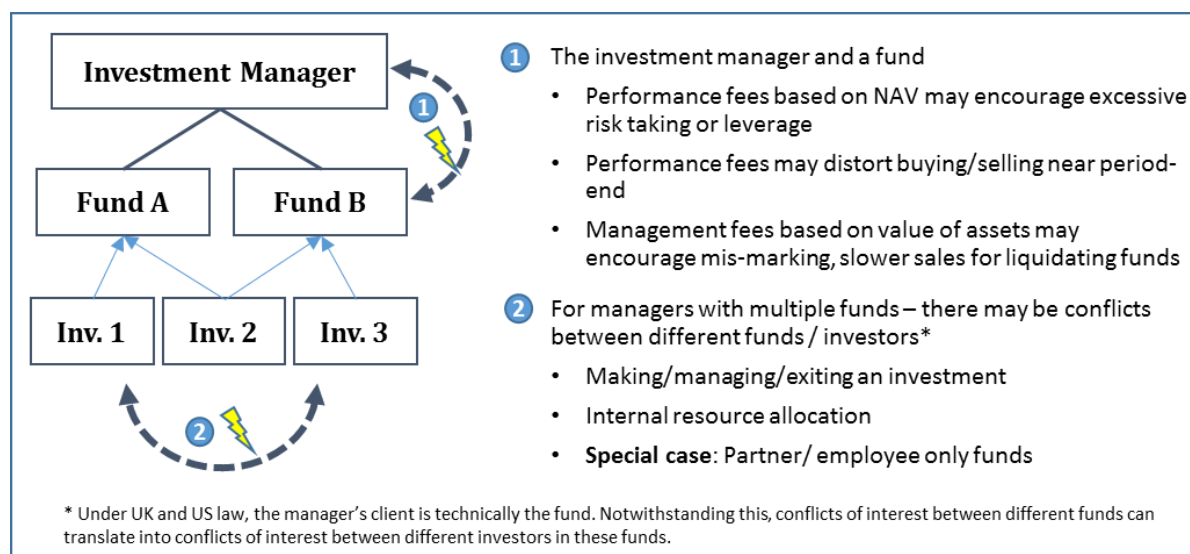 Investment Manager
1
Fund A
Fund B
Inv. 1
Inv. 2
Inv. 3
2
1 The investment manager and a fund
• Performance fees based on NAV may encourage excessive
risk taking or leverage
• Performance fees may distort buying/selling near period-
end
• Management fees based on value of assets may
encourage mis-marking, slower sales for liquidating funds
2 For managers with multiple funds – there may be conflicts
between different funds / investors*
• Making/managing/exiting an investment
• Internal resource allocation
• Special case: Partner/ employee only funds
* Under UK and US law, the manager's client is technically the fund. Notwithstanding this, conflicts of interest between different funds can
translate into conflicts of interest between different investors in these funds.